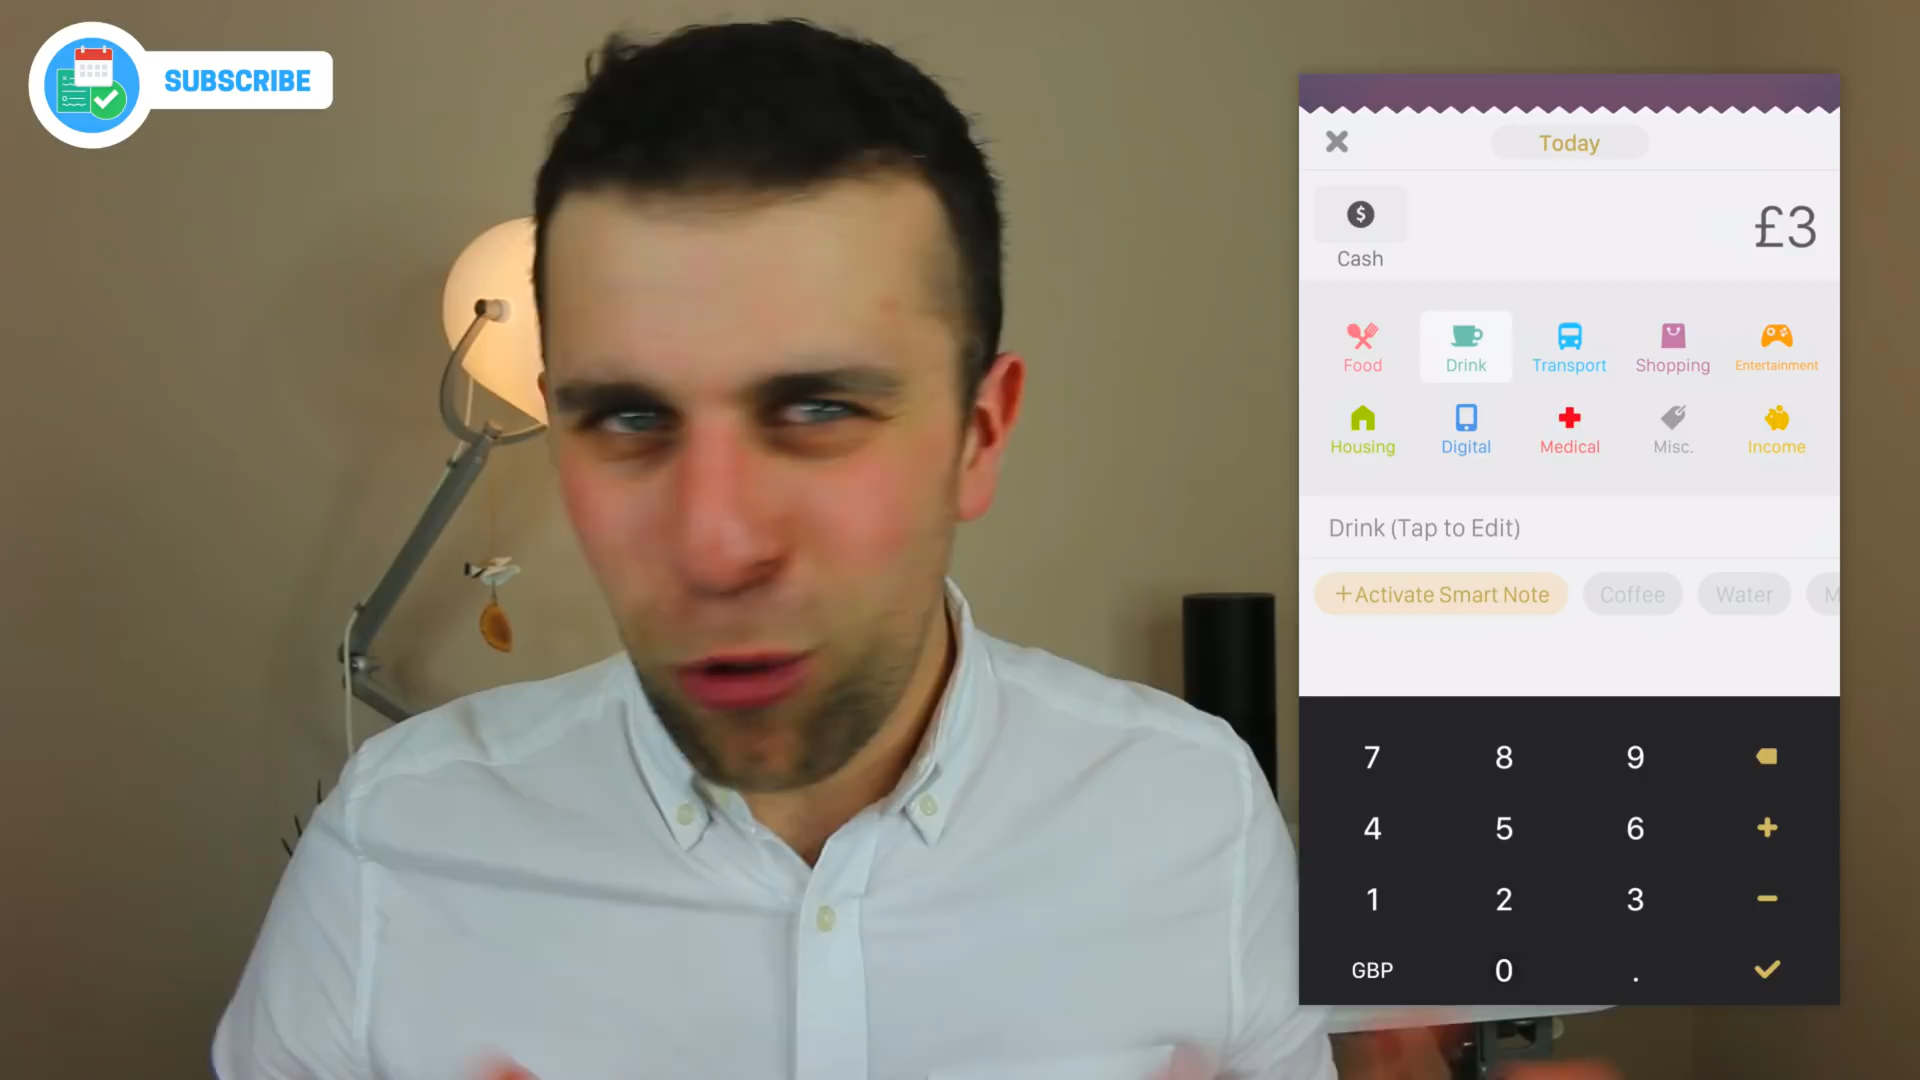 SUBSCRIBE
Today
£3
Cash
Food
Drink
Transport
Shopping
Entertainment
Housing
Digital
Medical
Misc.
Income
Drink (Tap to Edit)
+Activate Smart Note
Coffee
Water
M
7 8 9
4 5 6 +
1 2 3 −
GBP 0 .